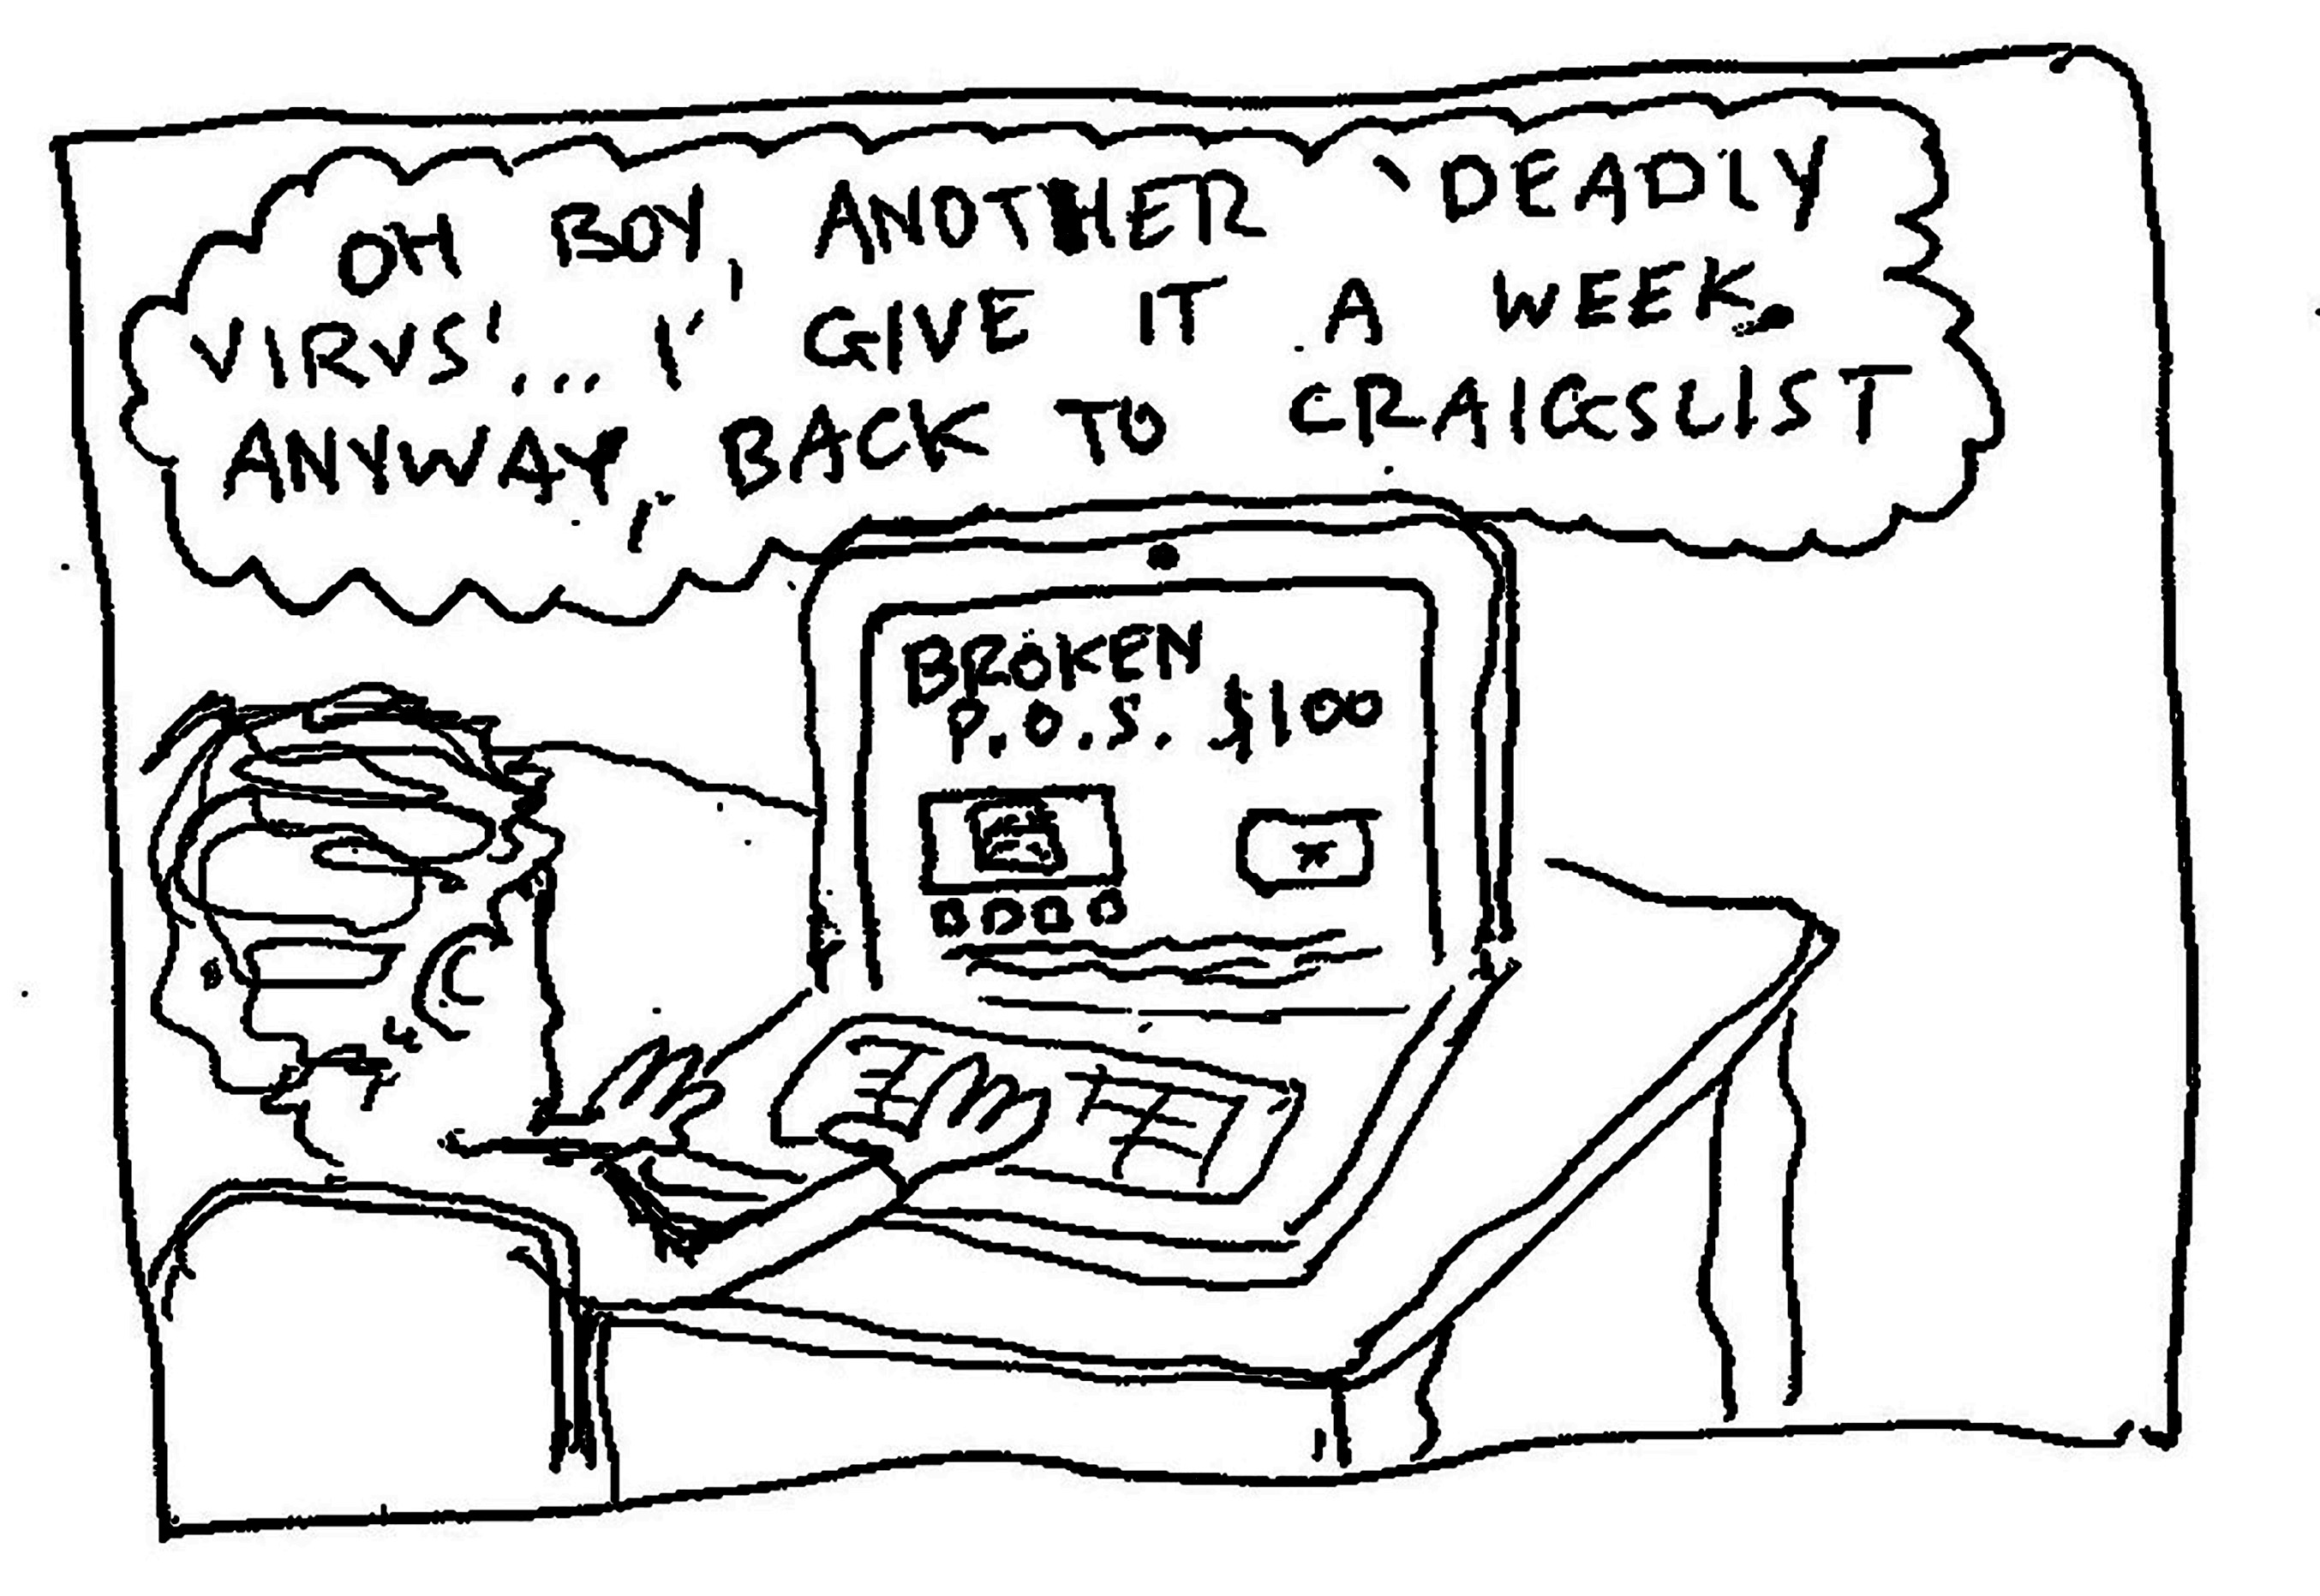 OH BOY, ANOTHER 'DEADLY
VIRUS'... I GIVE IT A WEEK.
ANYWAY, BACK TO CRAIGSLIST
BROKEN
P.O.S. $100